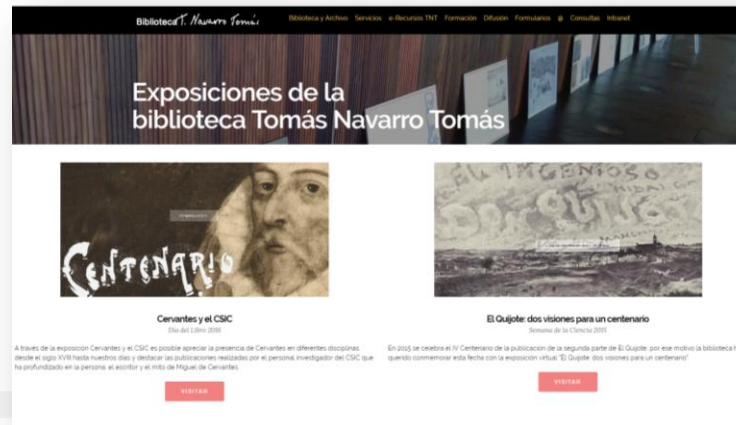 Biblioteca T. Navarro Tomás
Biblioteca y Archivo Servicios e-Recursos TNT Formación Difusión Formularios @ Consultas Intranet
Exposiciones de la
biblioteca Tomás Navarro Tomás
CENTENARIO
EL INGENIOSO
HIDALGO
DON QUIJOTE
Cervantes y el CSIC
Día del Libro 2016
A través de la exposición Cervantes y el CSIC es posible apreciar la presencia de Cervantes en diferentes disciplinas,
desde el siglo XVIII hasta nuestros días y destacar las publicaciones realizadas por el personal investigador del CSIC que
ha profundizado en la persona, el escritor y el mito de Miguel de Cervantes.
VISITAR
El Quijote: dos visiones para un centenario
Semana de la Ciencia 2015
En 2015 se celebra el IV Centenario de la publicación de la segunda parte de El Quijote, por ese motivo la biblioteca h
querido conmemorar esta fecha con la exposición virtual "El Quijote: dos visiones para un centenario".
VISITAR